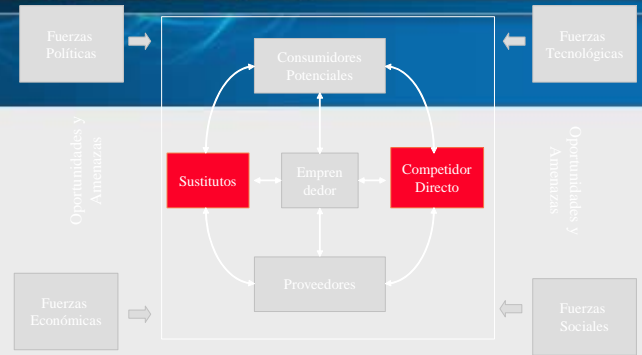 Fuerzas
Políticas
Fuerzas
Tecnológicas
Consumidores
Potenciales
Oportunidades y
Amenazas
Sustitutos
Empren
dedor
Competidor
Directo
Oportunidades y
Amenazas
Proveedores
Fuerzas
Económicas
Fuerzas
Sociales